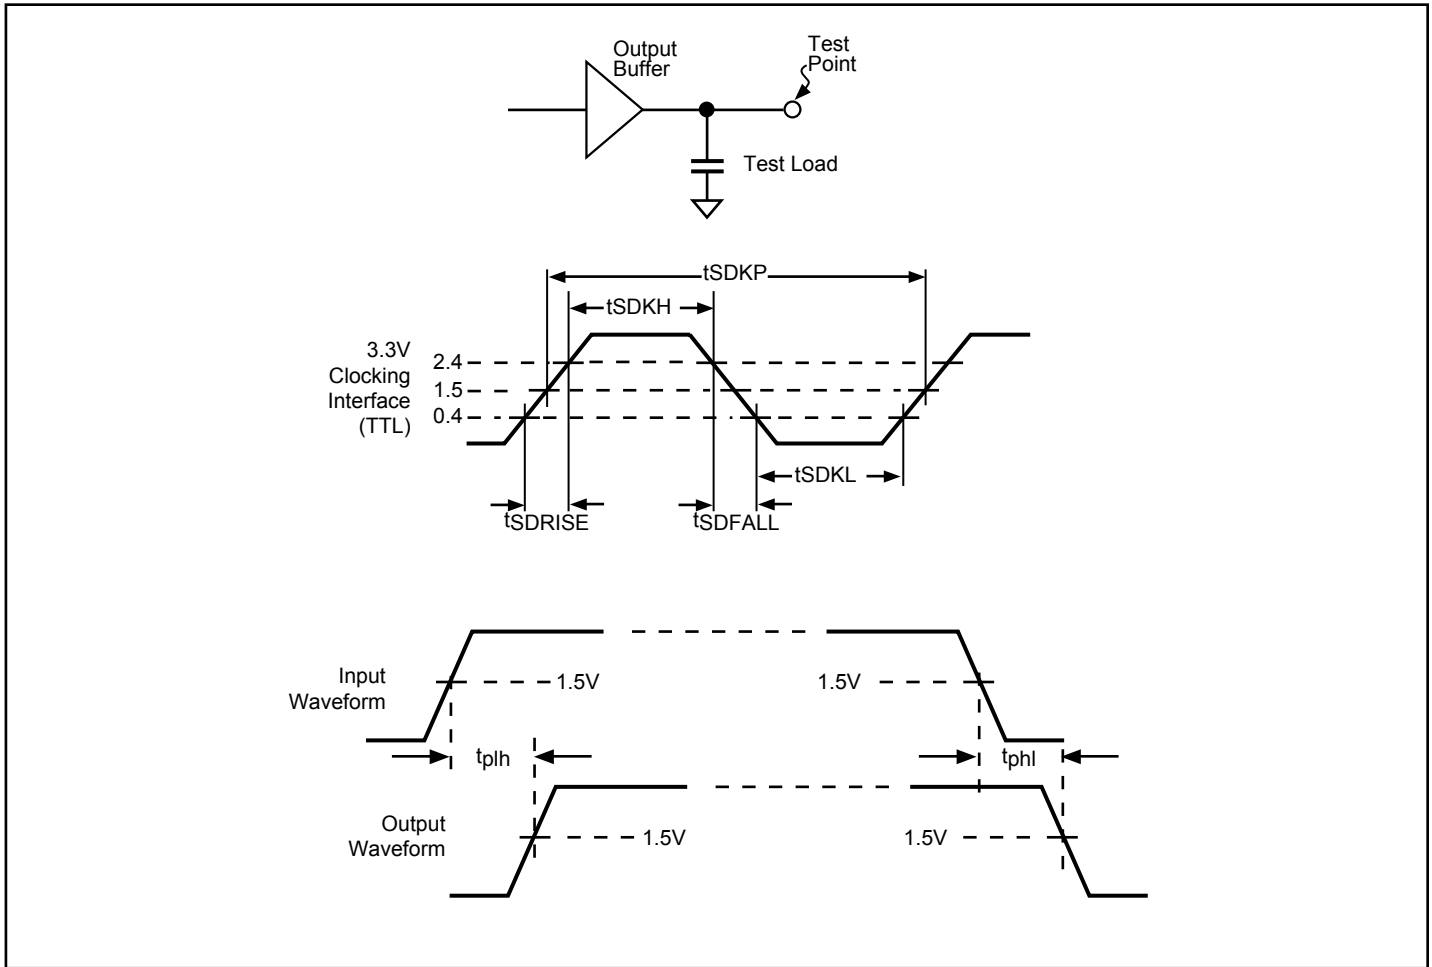 Output
Buffer
Test
Point
Test Load
tSDKP
tSDKH
3.3V
Clocking
Interface
(TTL)
2.4
1.5
0.4
tSDKL
tSDRISE
tSDFALL
Input
Waveform
1.5V
1.5V
tplh
tphl
Output
Waveform
1.5V
1.5V